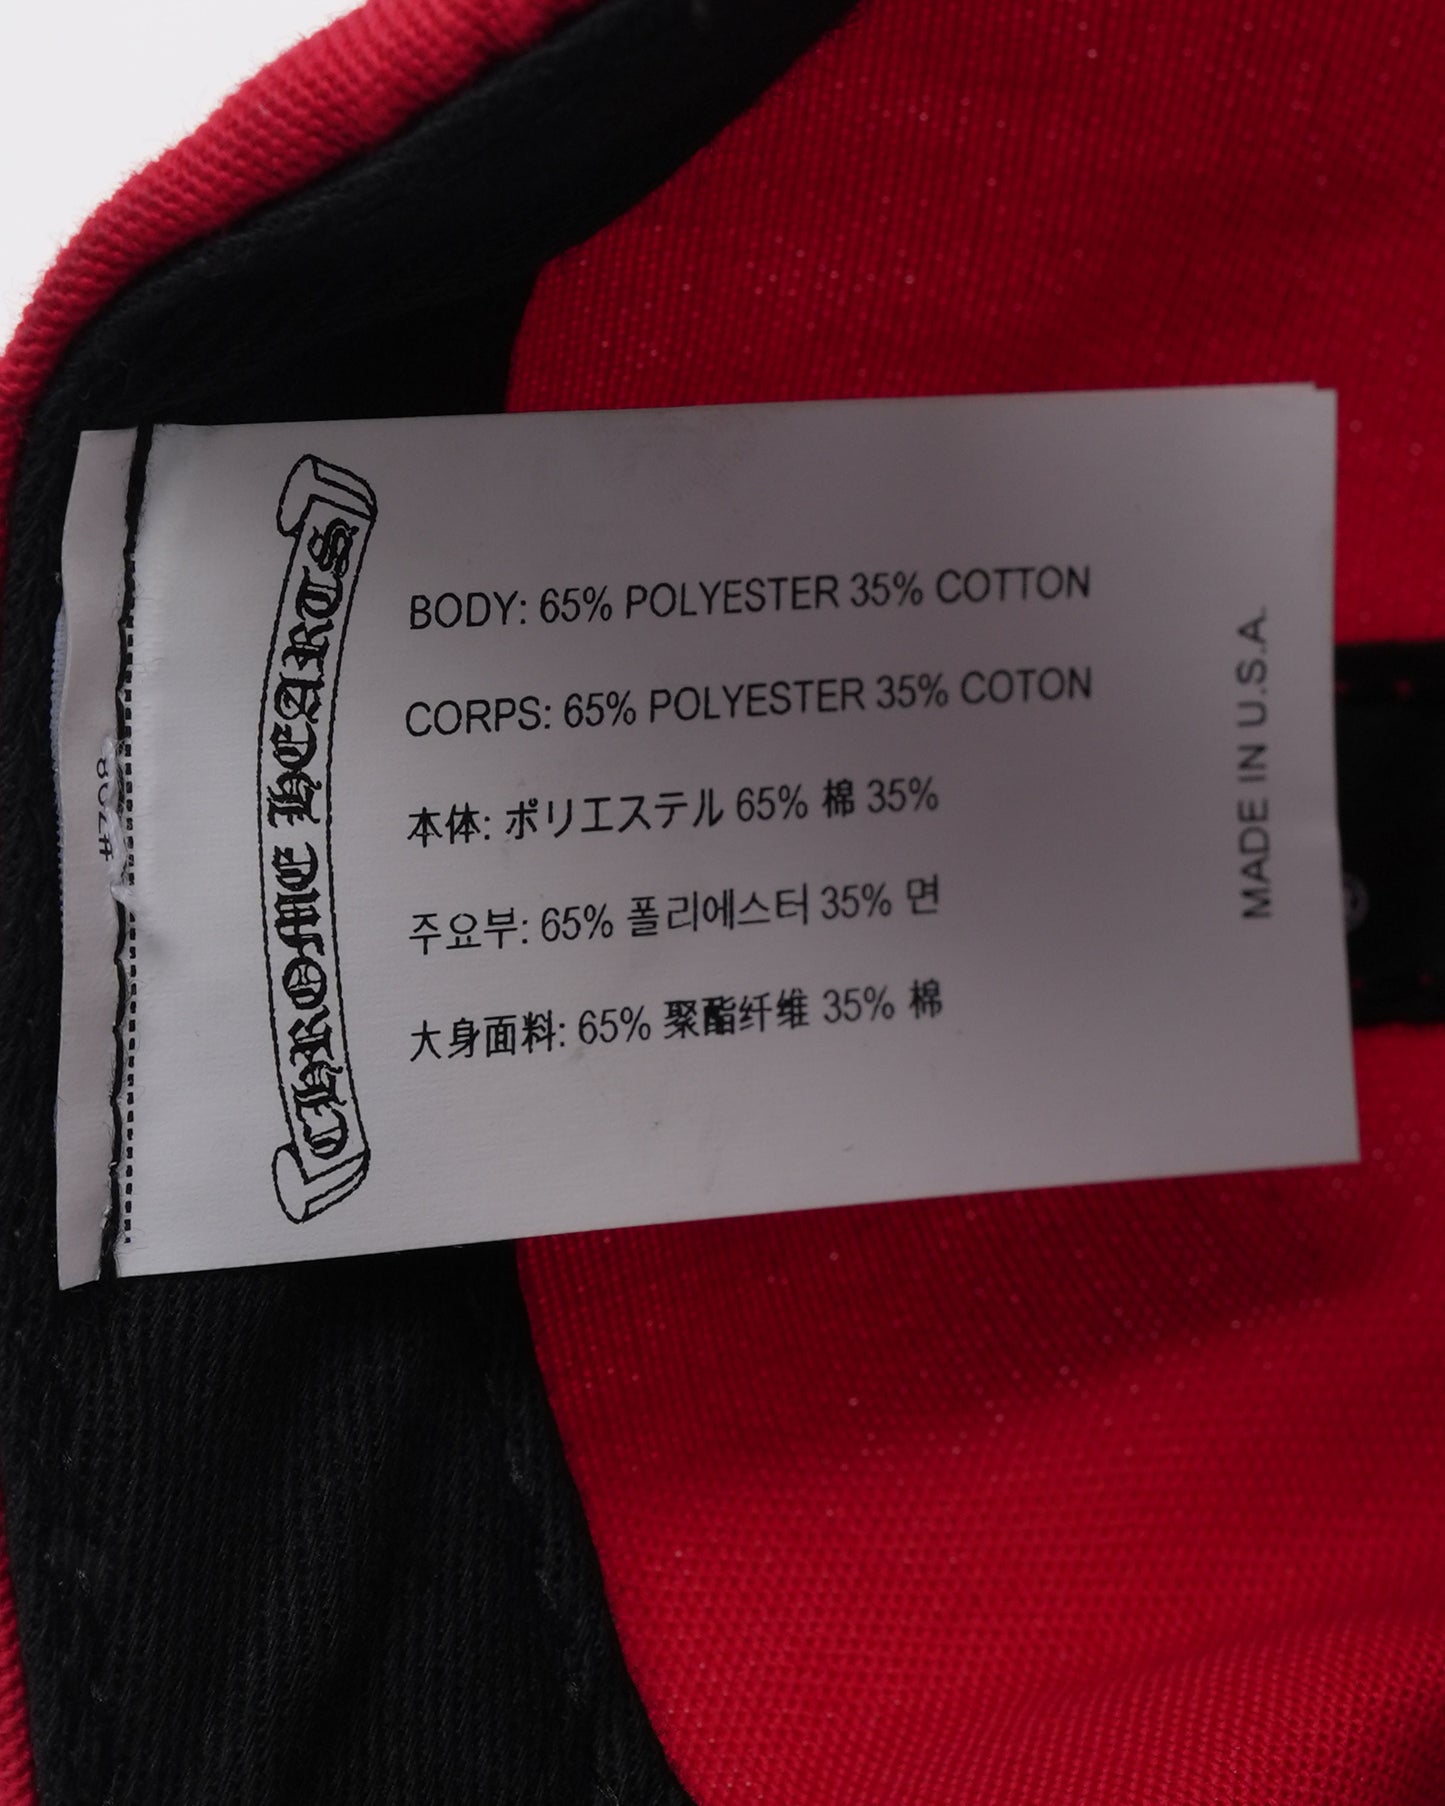 CHROME HEARTS
BODY: 65% POLYESTER 35% COTTON
CORPS: 65% POLYESTER 35% COTON
本体: ポリエステル 65% 棉 35%
주요부: 65% 폴리에스터 35% 면
大身面料: 65% 聚酯纤维 35% 棉
MADE IN U.S.A.